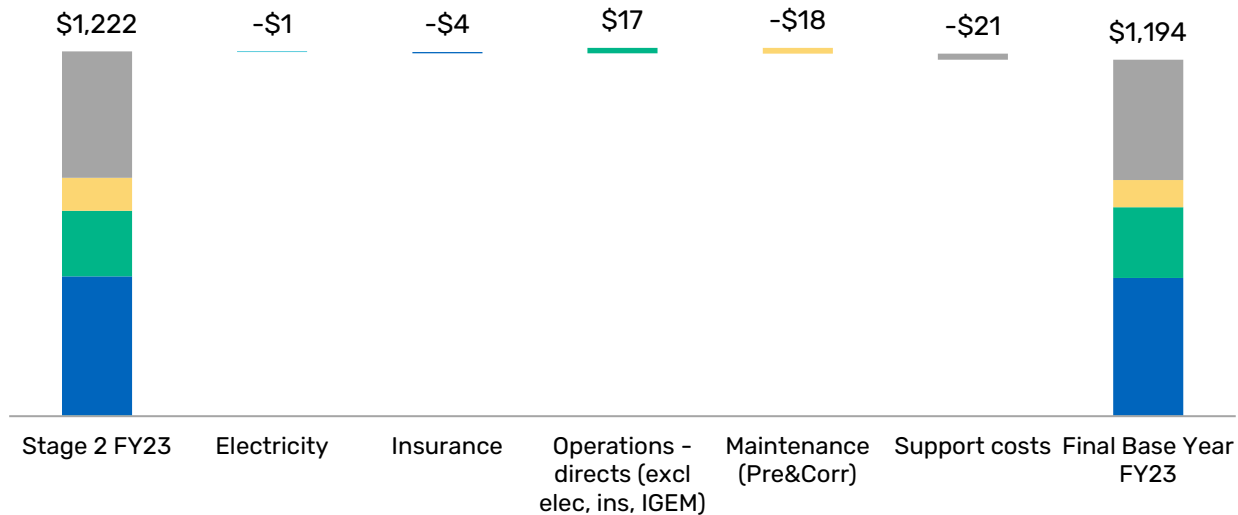 $1,222
-$1
-$4
$17
-$18
-$21
$1,194
Stage 2 FY23
Electricity
Insurance
Operations -
directs (excl
elec, ins, IGEM)
Maintenance
(Pre&Corr)
Support costs
Final Base Year
FY23